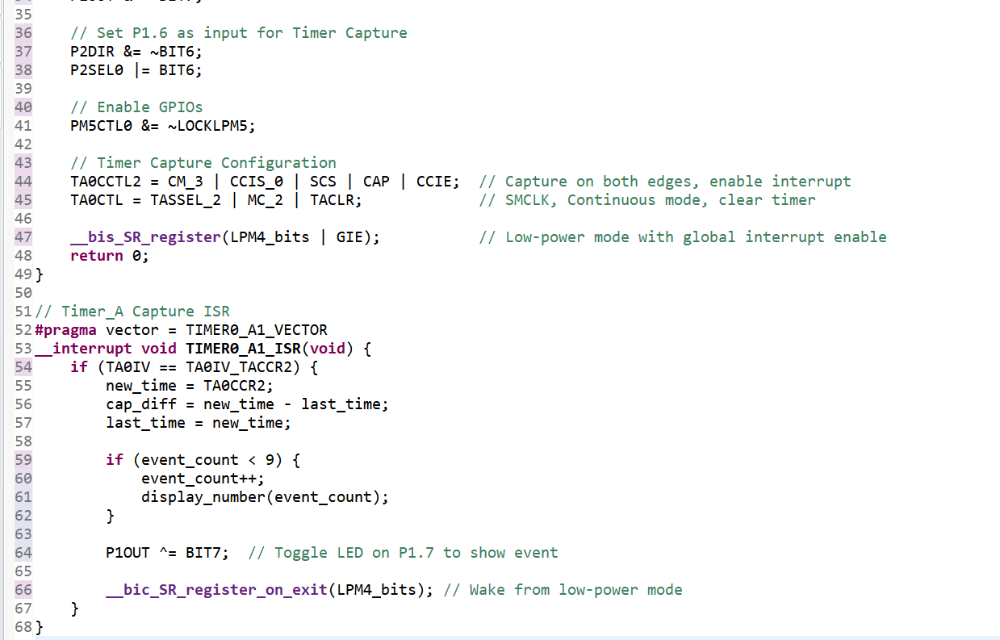 35
36 // Set P1.6 as input for Timer Capture
37 P2DIR &= ~BIT6;
38 P2SEL0 |= BIT6;
39
40 // Enable GPIOs
41 PM5CTL0 &= ~LOCKLPM5;
42
43 // Timer Capture Configuration
44 TA0CCTL2 = CM_3 | CCIS_0 | SCS | CAP | CCIE; // Capture on both edges, enable interrupt
45 TA0CTL = TASSEL_2 | MC_2 | TACLR; // SMCLK, Continuous mode, clear timer
46
47 __bis_SR_register(LPM4_bits | GIE); // Low-power mode with global interrupt enable
48 return 0;
49 }
50
51 // Timer_A Capture ISR
52 #pragma vector = TIMER0_A1_VECTOR
53 __interrupt void TIMER0_A1_ISR(void) {
54 if (TA0IV == TA0IV_TACCR2) {
55 new_time = TA0CCR2;
56 cap_diff = new_time - last_time;
57 last_time = new_time;
58
59 if (event_count < 9) {
60 event_count++;
61 display_number(event_count);
62 }
63
64 P1OUT ^= BIT7; // Toggle LED on P1.7 to show event
65
66 __bic_SR_register_on_exit(LPM4_bits); // Wake from low-power mode
67 }
68 }